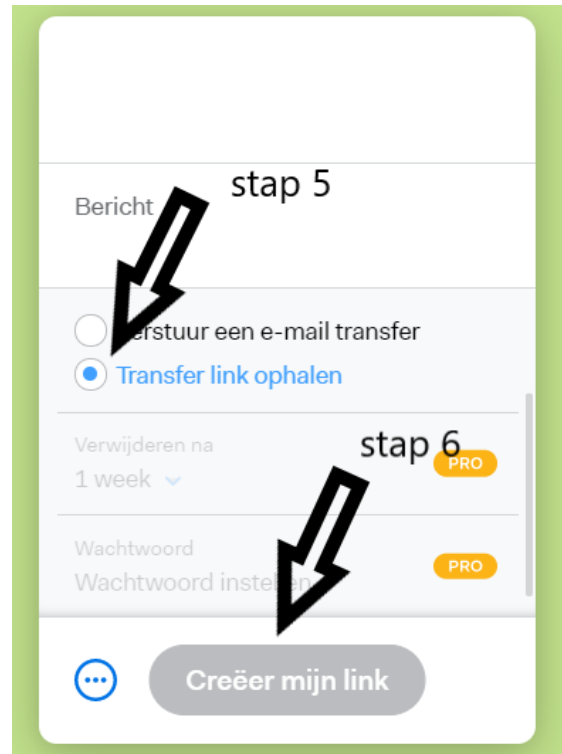 stap 5
Bericht
Verstuur een e-mail transfer
Transfer link ophalen
Verwijderen na
stap 6
PRO
1 week
Wachtwoord
Wachtwoord instellen
PRO
Creëer mijn link